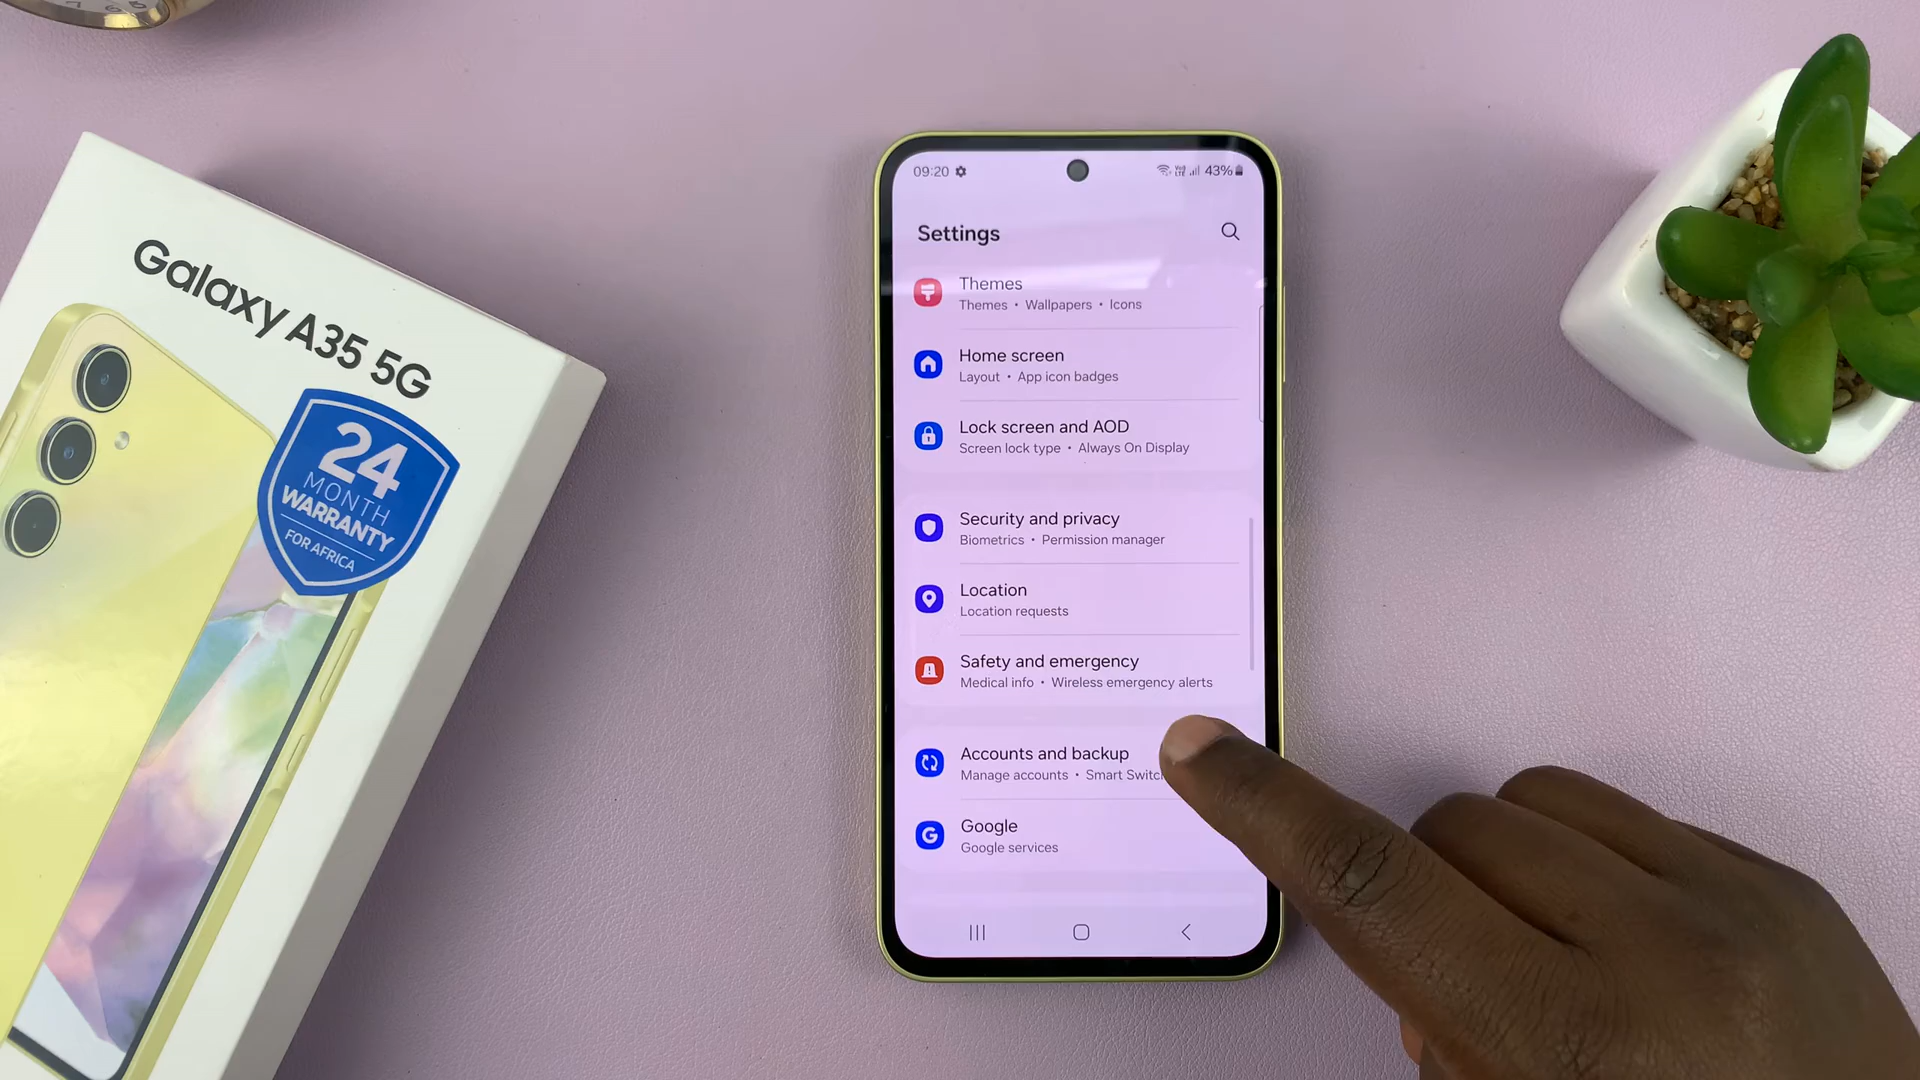 Galaxy A35 5G
24
MONTH
WARRANTY
FOR AFRICA
09:20
43%
Settings
Themes
Themes • Wallpapers • Icons
Home screen
Layout • App icon badges
Lock screen and AOD
Screen lock type • Always On Display
Security and privacy
Biometrics • Permission manager
Location
Location requests
Safety and emergency
Medical info • Wireless emergency alerts
Accounts and backup
Manage accounts • Smart Switch
Google
Google services